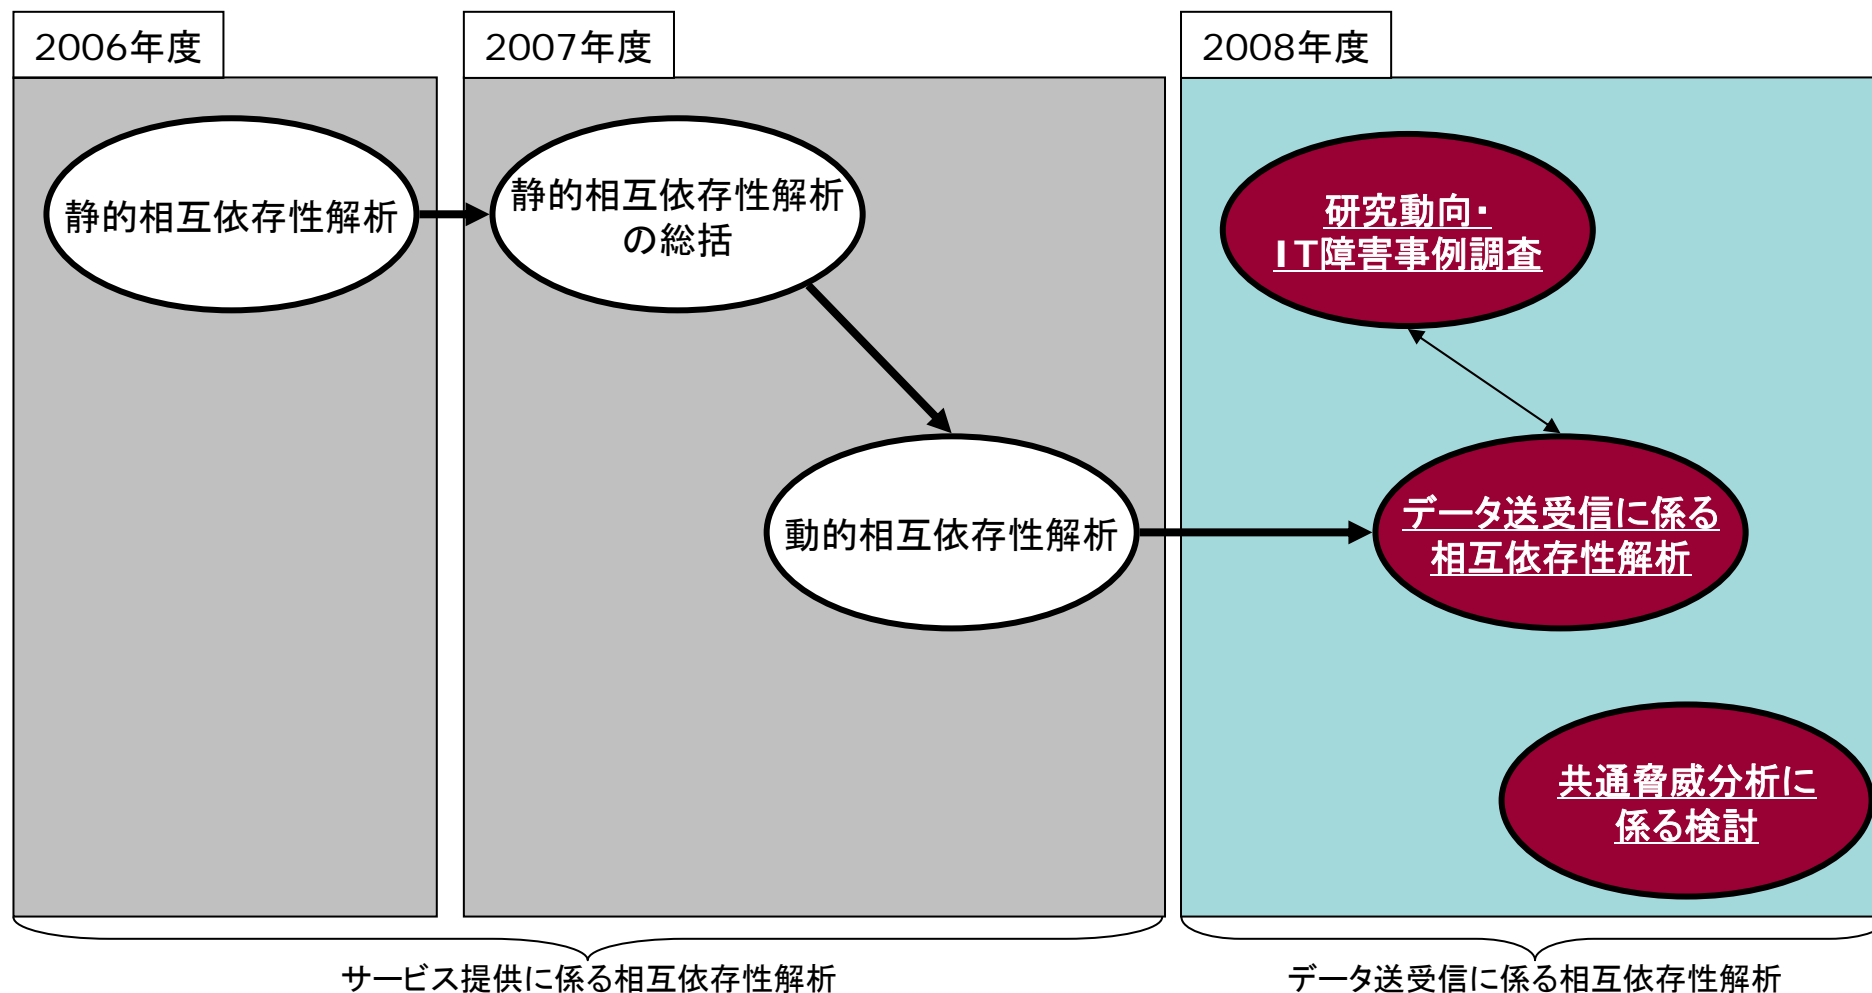 2006年度
2007年度
2008年度
静的相互依存性解析
静的相互依存性解析
の総括
研究動向・
IT障害事例調査
動的相互依存性解析
データ送受信に係る
相互依存性解析
共通脅威分析に
係る検討
サービス提供に係る相互依存性解析
データ送受信に係る相互依存性解析